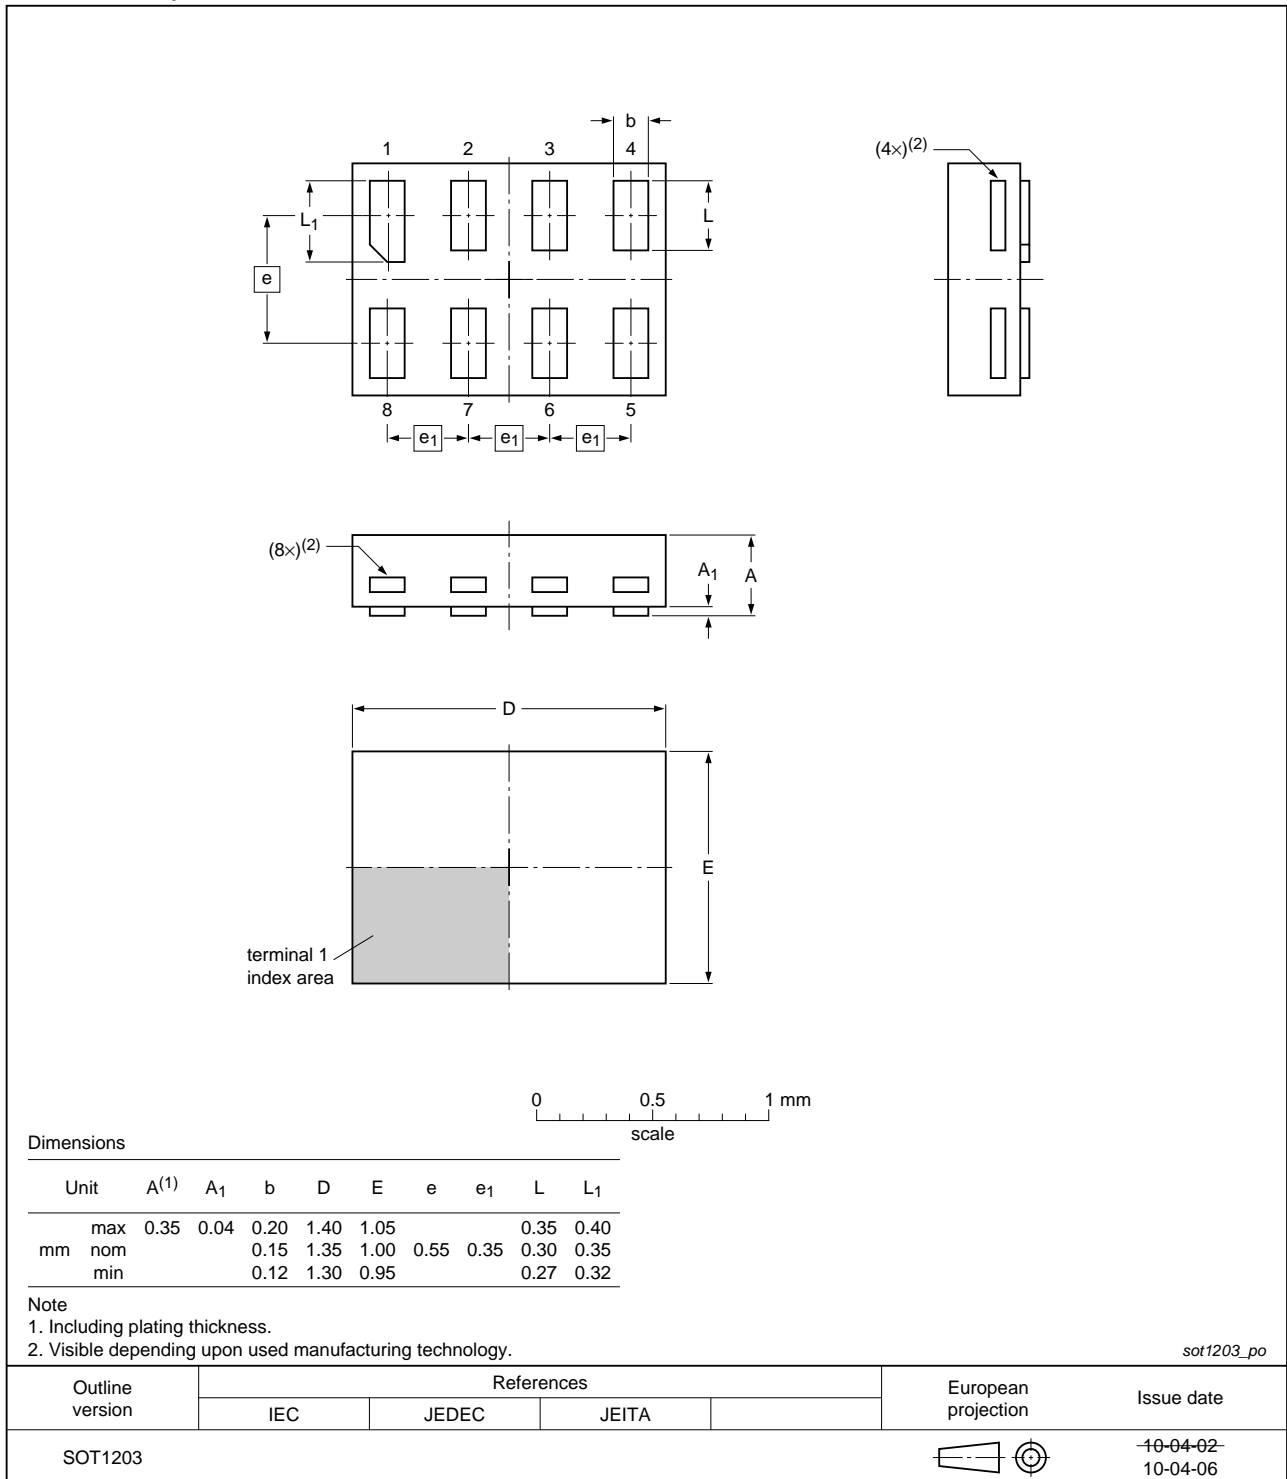 b
1 2 3 4
(4×)(2)
L1
L
e
8 7 6 5
e1 e1 e1
(8×)(2)
A1
A
D
E
terminal 1
index area
0 0.5 1 mm
scale
Dimensions
Unit A(1) A1 b D E e e1 L L1
max 0.35 0.04 0.20 1.40 1.05 0.35 0.40
mm nom 0.15 1.35 1.00 0.55 0.35 0.30 0.35
min 0.12 1.30 0.95 0.27 0.32
Note
1. Including plating thickness.
2. Visible depending upon used manufacturing technology.
sot1203_po
Outline
version
References
IEC JEDEC JEITA
European
projection
Issue date
SOT1203
10-04-02
10-04-06